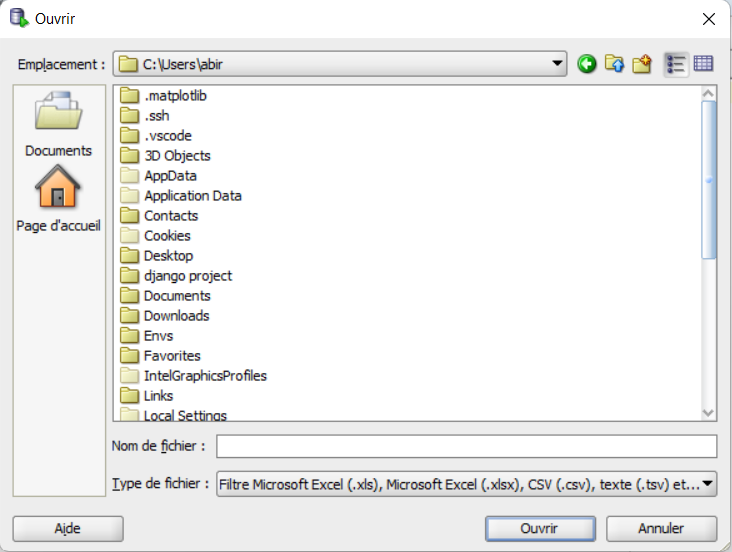 Ouvrir
Emplacement :
C:\Users\abir
Documents
Page d'accueil
.matplotlib
.ssh
.vscode
3D Objects
AppData
Application Data
Contacts
Cookies
Desktop
django project
Documents
Downloads
Envs
Favorites
IntelGraphicsProfiles
Links
Local Settings
Nom de fichier :
Type de fichier : Filtre Microsoft Excel (.xls), Microsoft Excel (.xlsx), CSV (.csv), texte (.tsv) et...
Aide Ouvrir Annuler